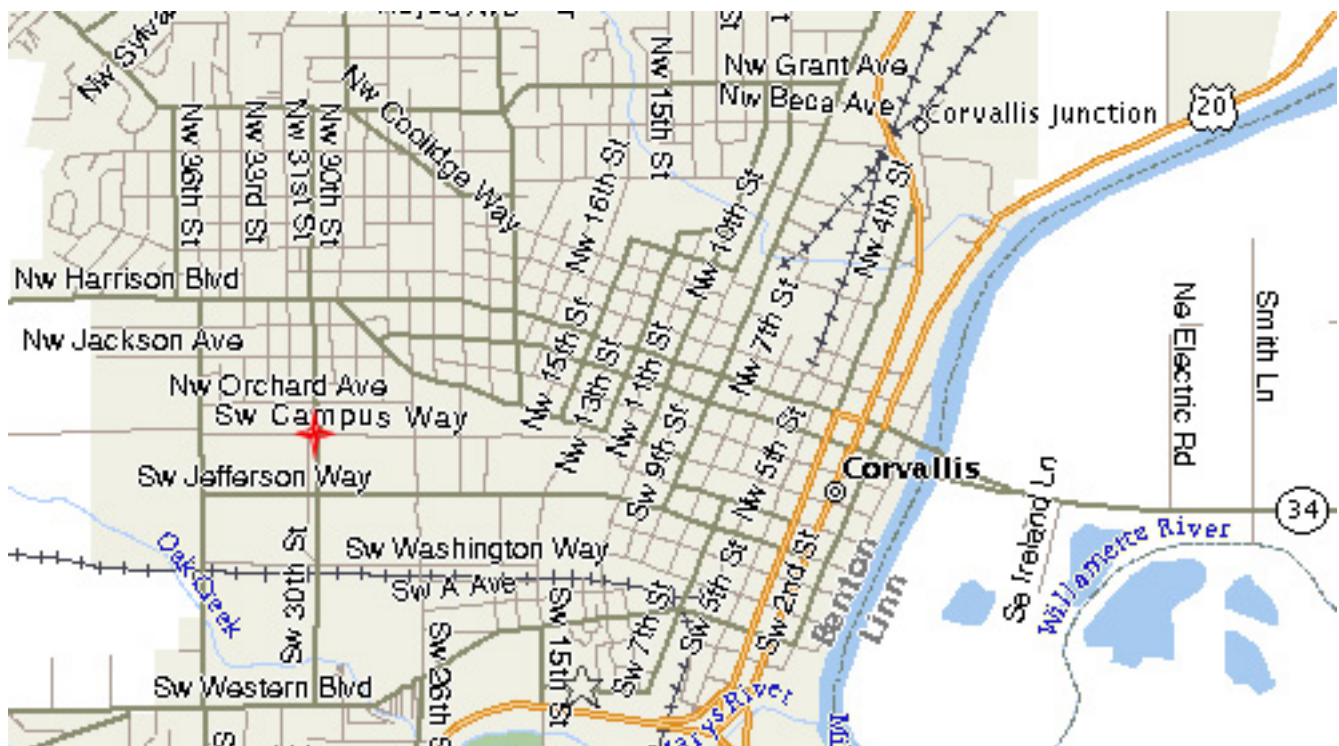 Nw Grant Ave
Nw Beca Ave
Nw Sylva
Nw Coolidge Way
Nw 15th St
Corvallis Junction
20
Nw 36th St
Nw 33rd St
Nw 31st St
Nw 30th St
Nw 16th St
Nw 10th St
Nw 4th St
Nw Harrison Blvd
Nw 7th St
Ne Electric Rd
Smith Ln
Nw Jackson Ave
Nw 15th St
Nw 13th St
Nw 11th St
Nw Orchard Ave
Sw Campus Way
Sw 9th St
Nw 5th St
Corvallis
Sw Jefferson Way
34
Se Ireland Ln
Willamette River
Oak Creek
Sw 30th St
Sw Washington Way
Sw A Ave
Sw 5th St
Sw 2nd St
Benton
Linn
Sw 15th St
Sw 7th St
Sw 26th S
Sw Western Blvd
arys River